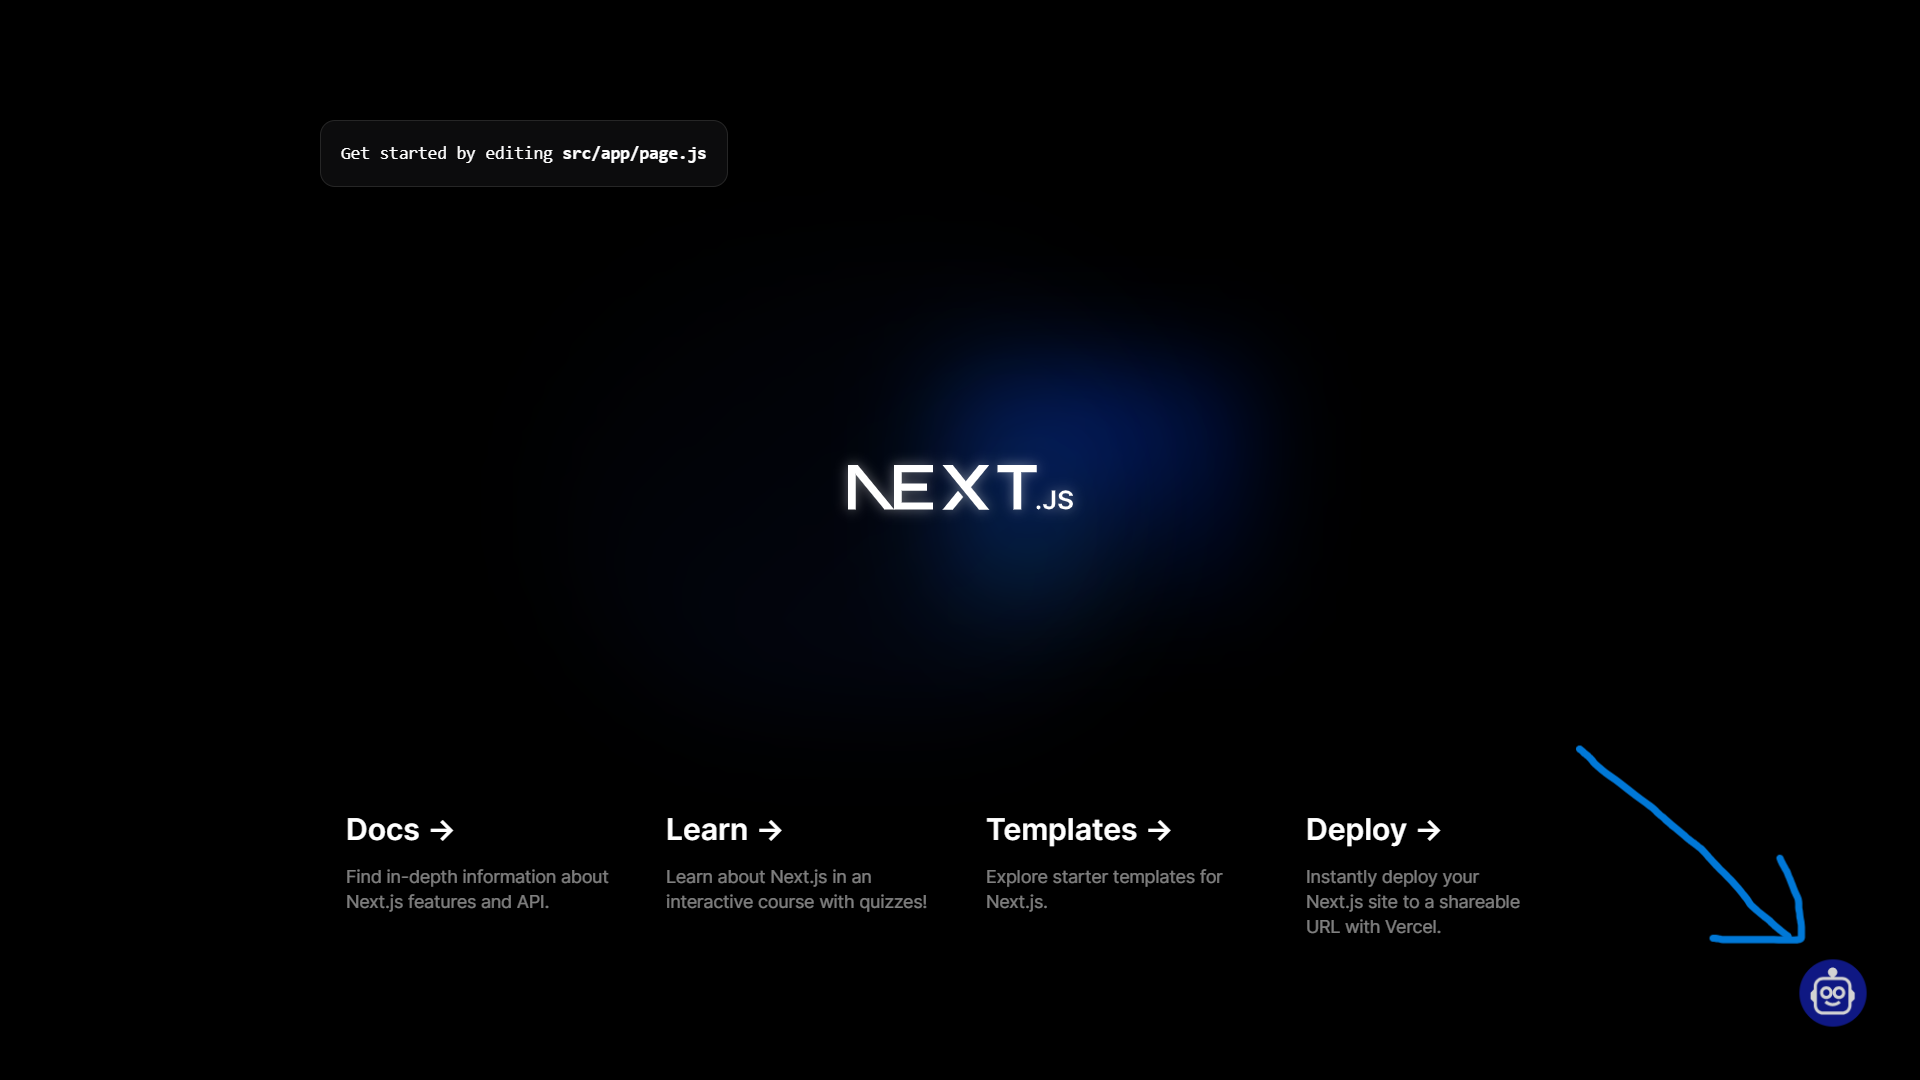 Get started by editing src/app/page.js
NEXT.JS
Docs →
Find in-depth information about
Next.js features and API.
Learn →
Learn about Next.js in an
interactive course with quizzes!
Templates →
Explore starter templates for
Next.js.
Deploy →
Instantly deploy your
Next.js site to a shareable
URL with Vercel.